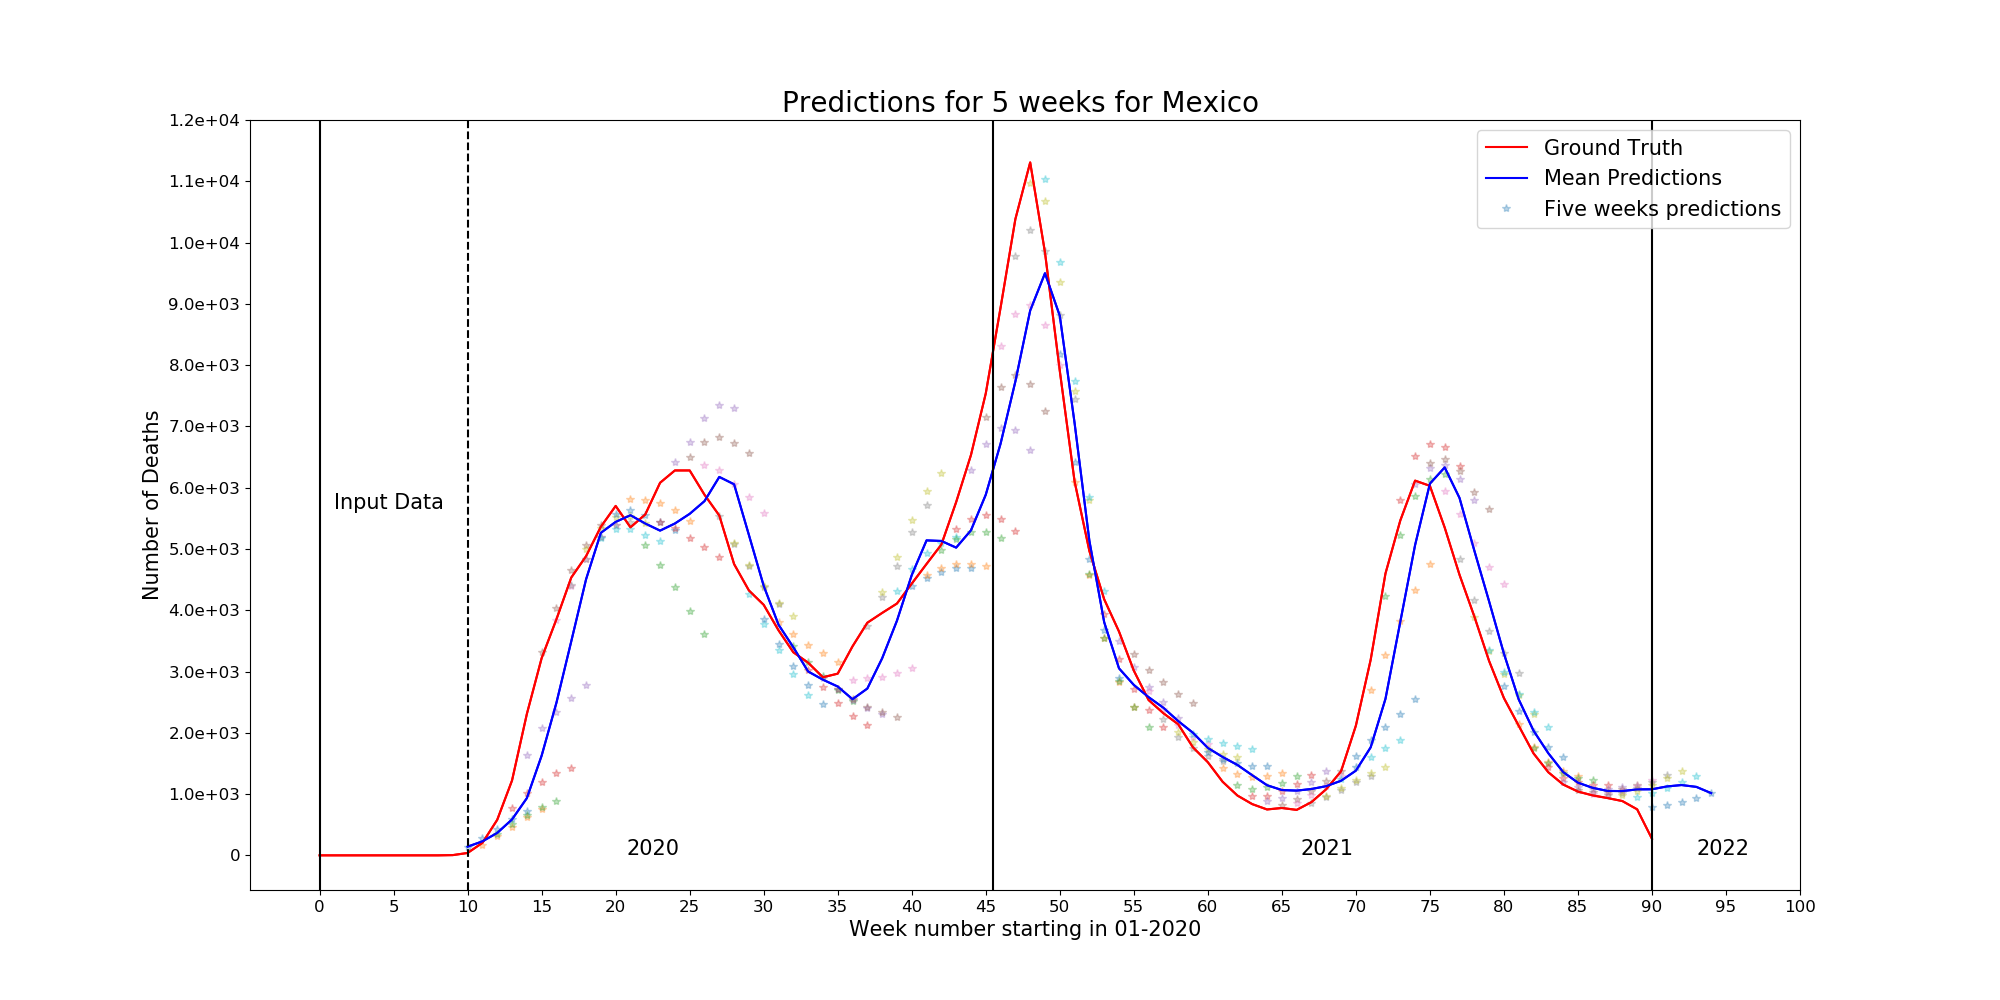 Predictions for 5 weeks for Mexico
1.2e+04
1.1e+04
1.0e+04
9.0e+03
8.0e+03
7.0e+03
6.0e+03
5.0e+03
4.0e+03
3.0e+03
2.0e+03
1.0e+03
0
Number of Deaths
Ground Truth
Mean Predictions
Five weeks predictions
Input Data
2020
2021
2022
0 5 10 15 20 25 30 35 40 45 50 55 60 65 70 75 80 85 90 95 100
Week number starting in 01-2020